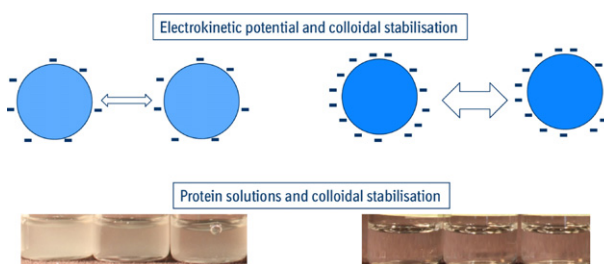 Electrokinetic potential and colloidal stabilisation
Protein solutions and colloidal stabilisation